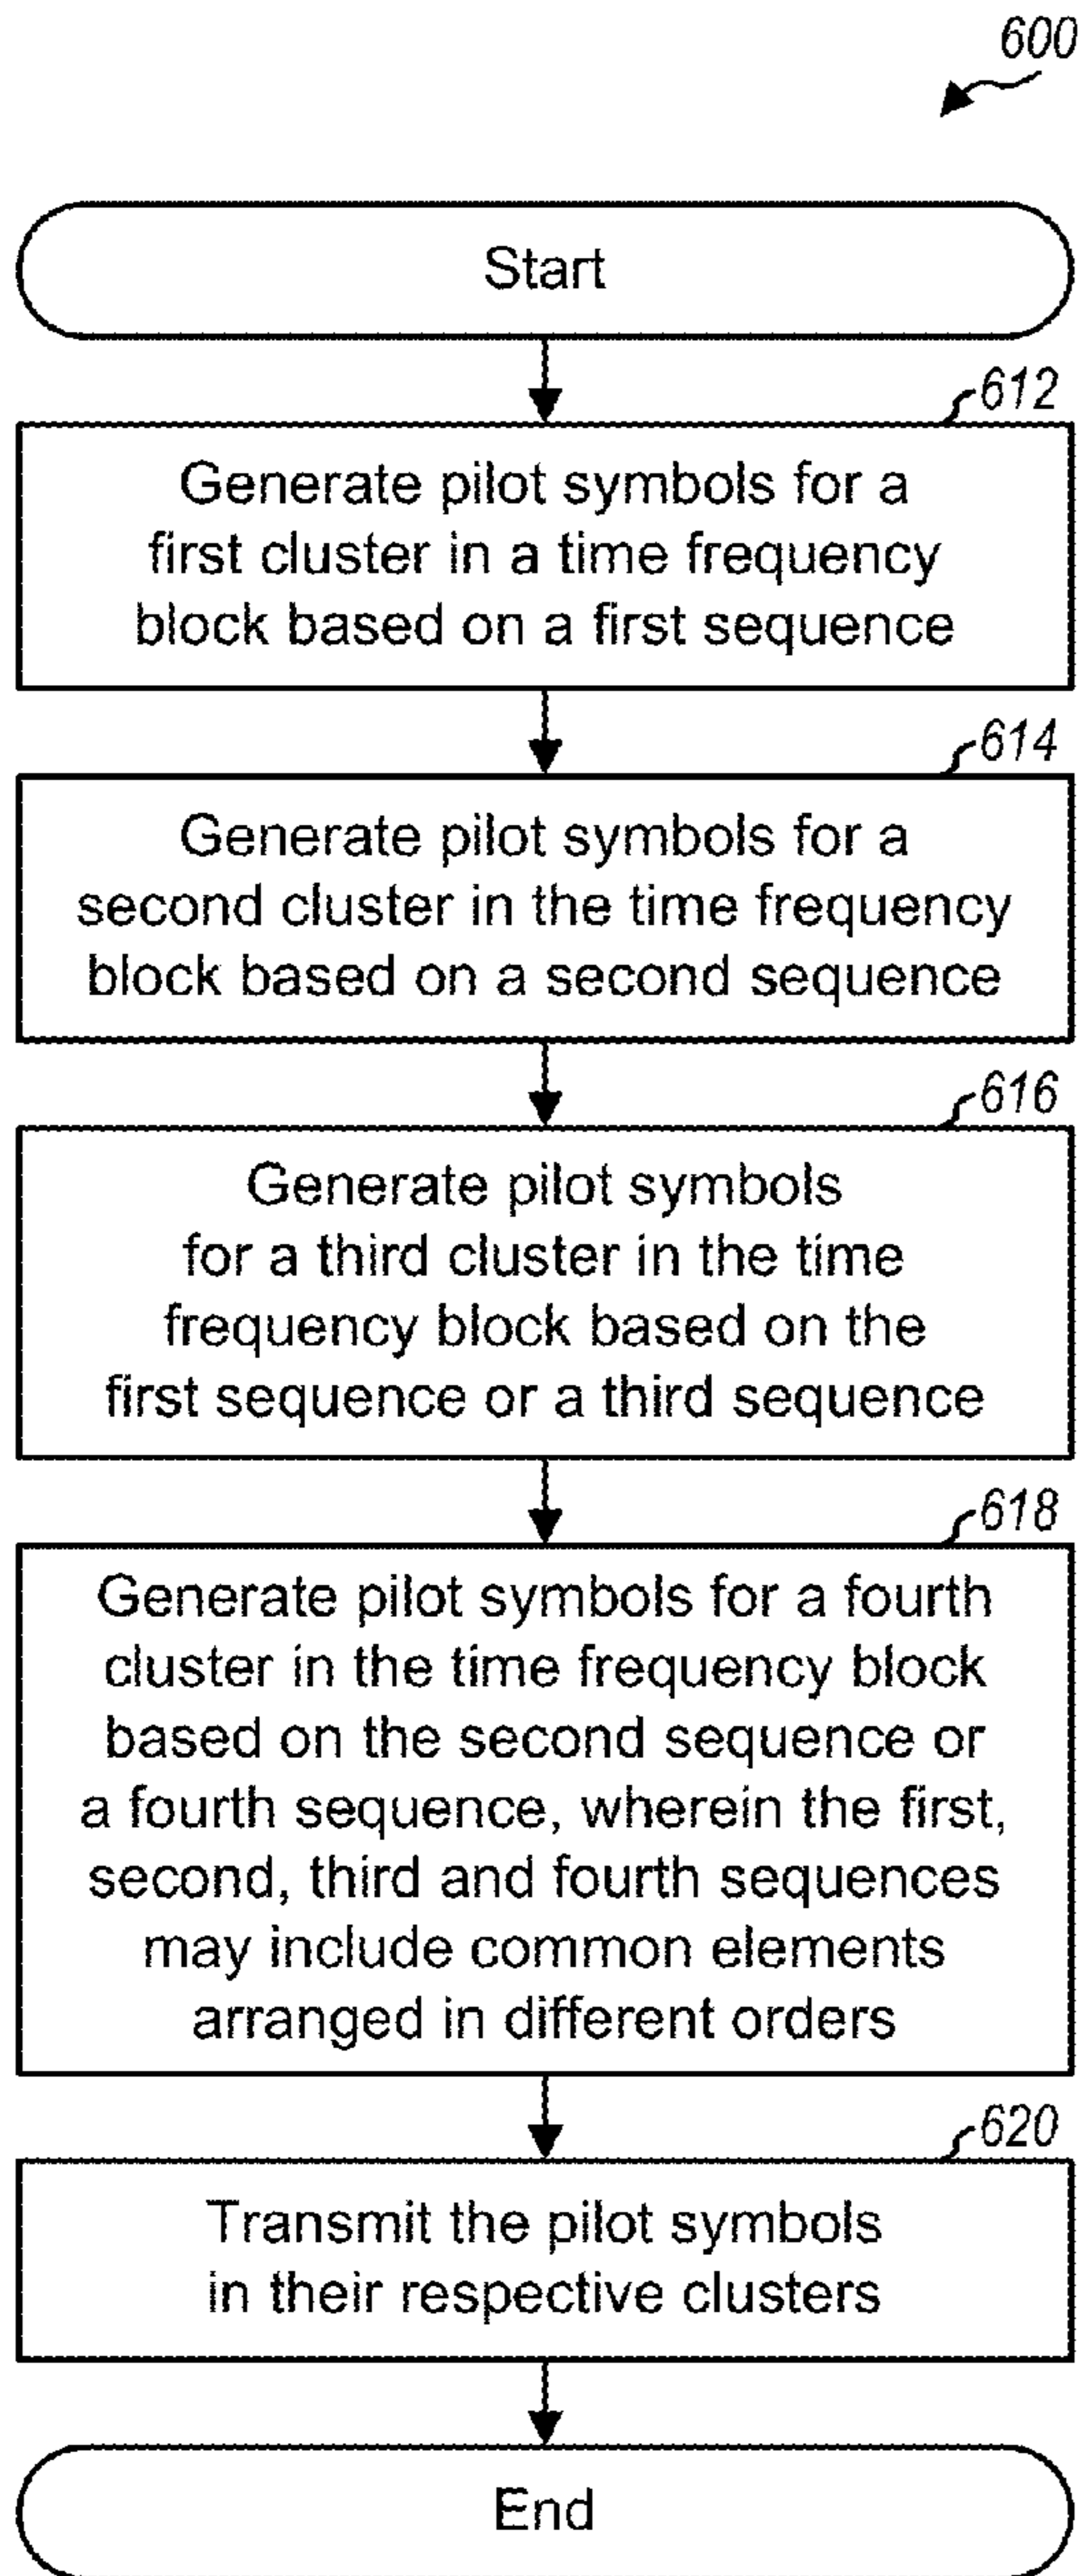 600
Start
612
Generate pilot symbols for a
first cluster in a time frequency
block based on a first sequence
614
Generate pilot symbols for a
second cluster in the time frequency
block based on a second sequence
616
Generate pilot symbols
for a third cluster in the time
frequency block based on the
first sequence or a third sequence
618
Generate pilot symbols for a fourth
cluster in the time frequency block
based on the second sequence or
a fourth sequence, wherein the first,
second, third and fourth sequences
may include common elements
arranged in different orders
620
Transmit the pilot symbols
in their respective clusters
End